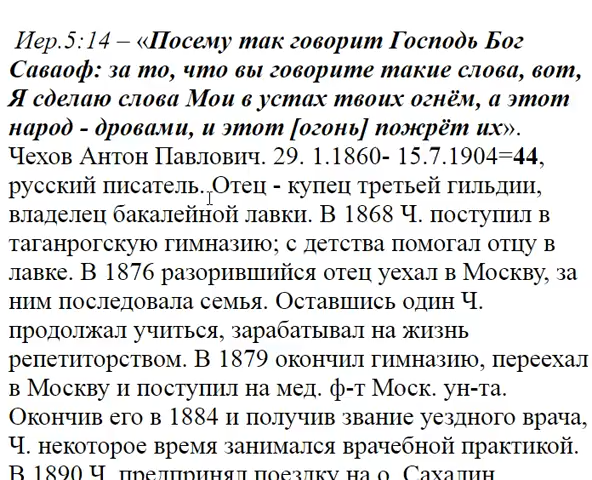 Иер.5:14 – «Посему так говорит Господь Бог
Саваоф: за то, что вы говорите такие слова, вот,
Я сделаю слова Мои в устах твоих огнём, а этот
народ - дровами, и этот [огонь] пожрёт их».
Чехов Антон Павлович. 29. 1.1860- 15.7.1904=44,
русский писатель. Отец - купец третьей гильдии,
владелец бакалейной лавки. В 1868 Ч. поступил в
таганрогскую гимназию; с детства помогал отцу в
лавке. В 1876 разорившийся отец уехал в Москву, за
ним последовала семья. Оставшись один Ч.
продолжал учиться, зарабатывал на жизнь
репетиторством. В 1879 окончил гимназию, переехал
в Москву и поступил на мед. ф-т Моск. ун-та.
Окончив его в 1884 и получив звание уездного врача,
Ч. некоторое время занимался врачебной практикой.
В 1890 Ч. предпринял поездку на о. Сахалин